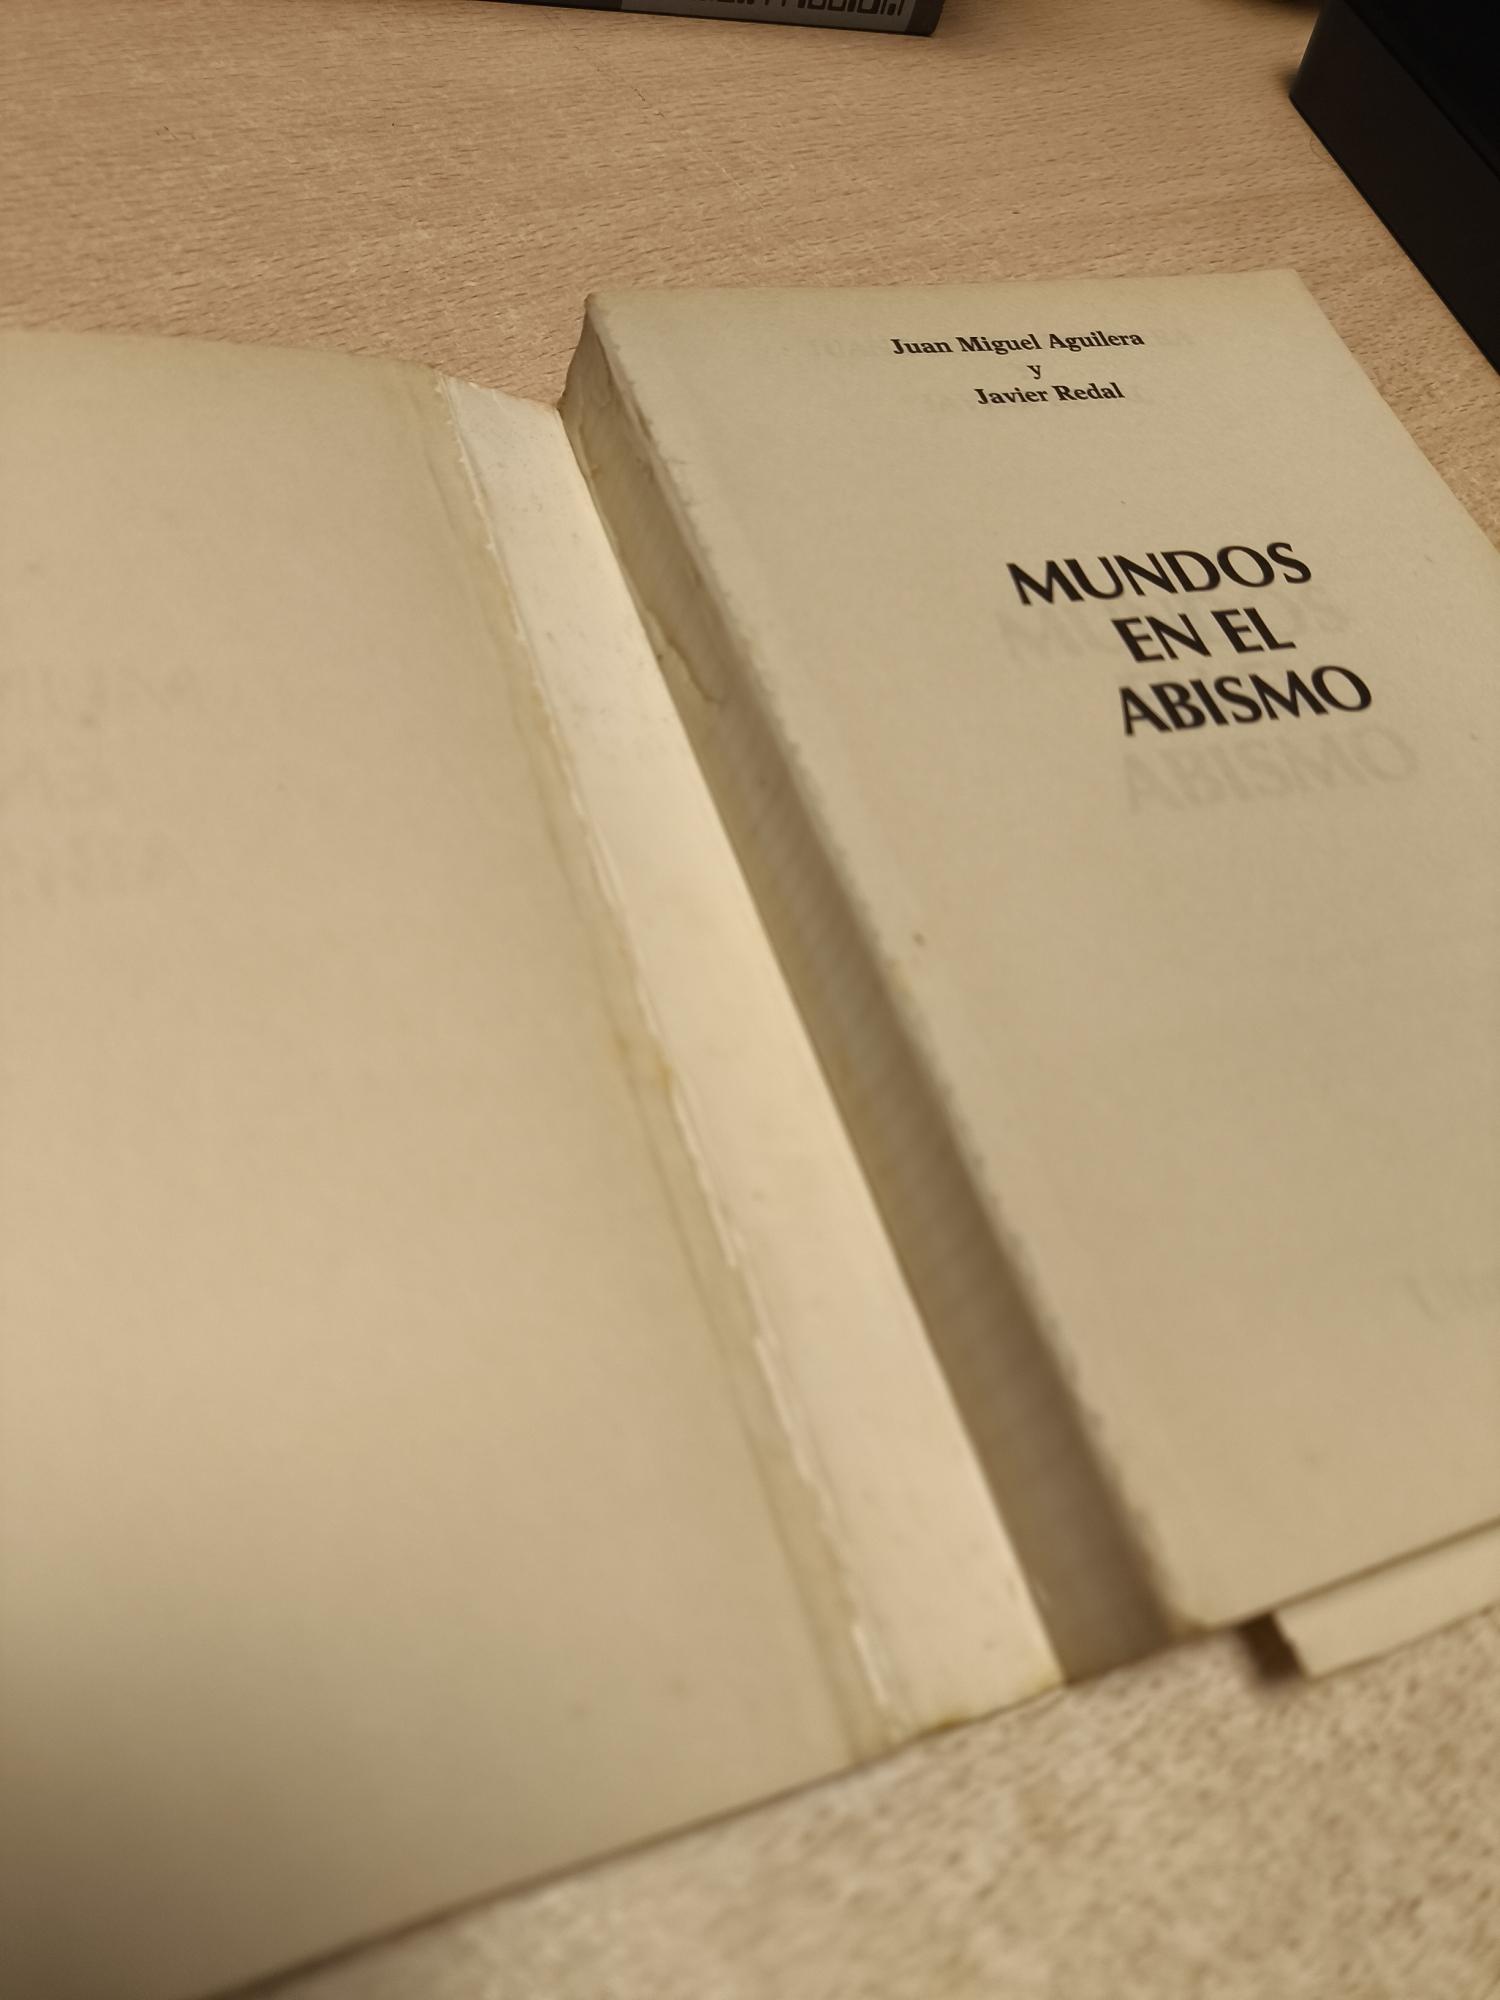 Juan Miguel Aguilera
y
Javier Redal
MUNDOS
EN EL
ABISMO